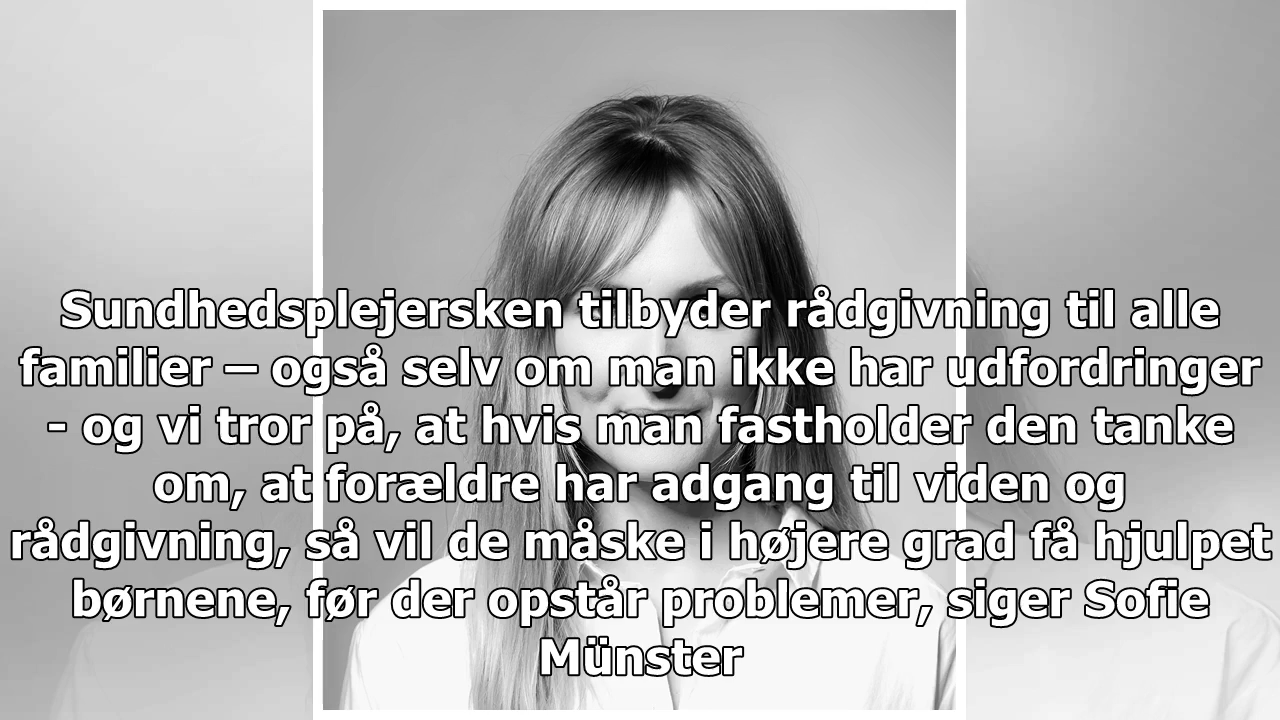 Sundhedsplejersken tilbyder rådgivning til alle
familier – også selv om man ikke har udfordringer
- og vi tror på, at hvis man fastholder den tanke
om, at forældre har adgang til viden og
rådgivning, så vil de måske i højere grad få hjulpet
børnene, før der opstår problemer, siger Sofie
Münster